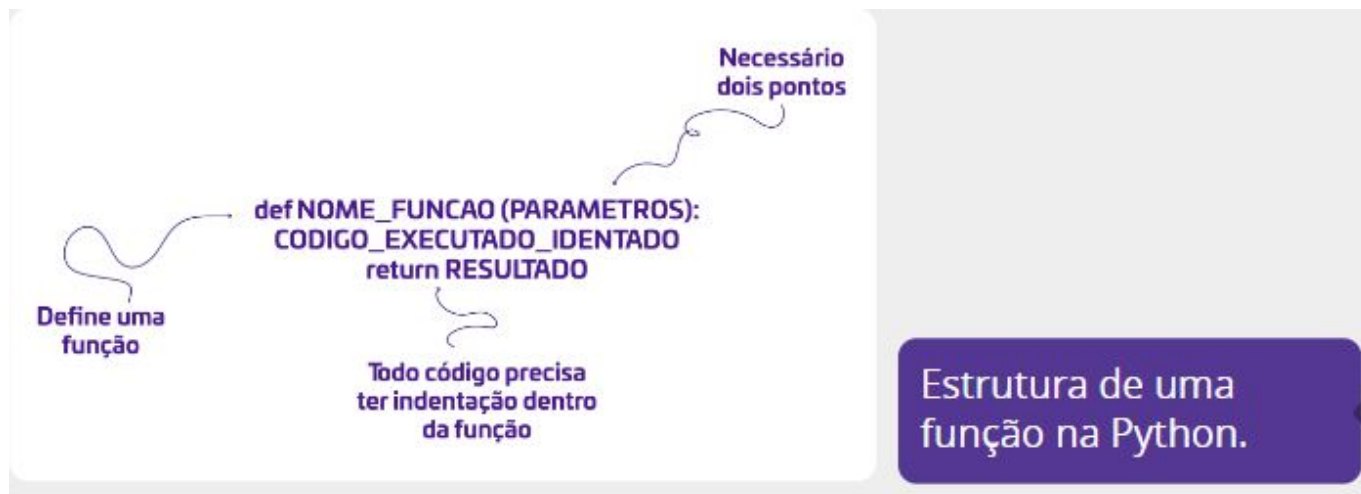 Necessário
dois pontos
def NOME_FUNCAO (PARAMETROS):
CODIGO_EXECUTADO_IDENTADO
return RESULTADO
Define uma
função
Todo código precisa
ter indentação dentro
da função
Estrutura de uma
função na Python.